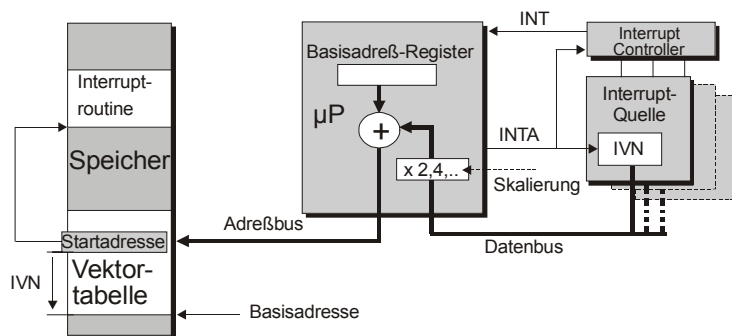 INT
Interrupt
Controller
Basisadreß-Register
Interrupt-
routine
Interrupt-
Quelle
µP
+
INTA
IVN
Speicher
x 2,4,..
Skalierung
Adreßbus
Startadresse
Datenbus
IVN
Vektor-
tabelle
Basisadresse